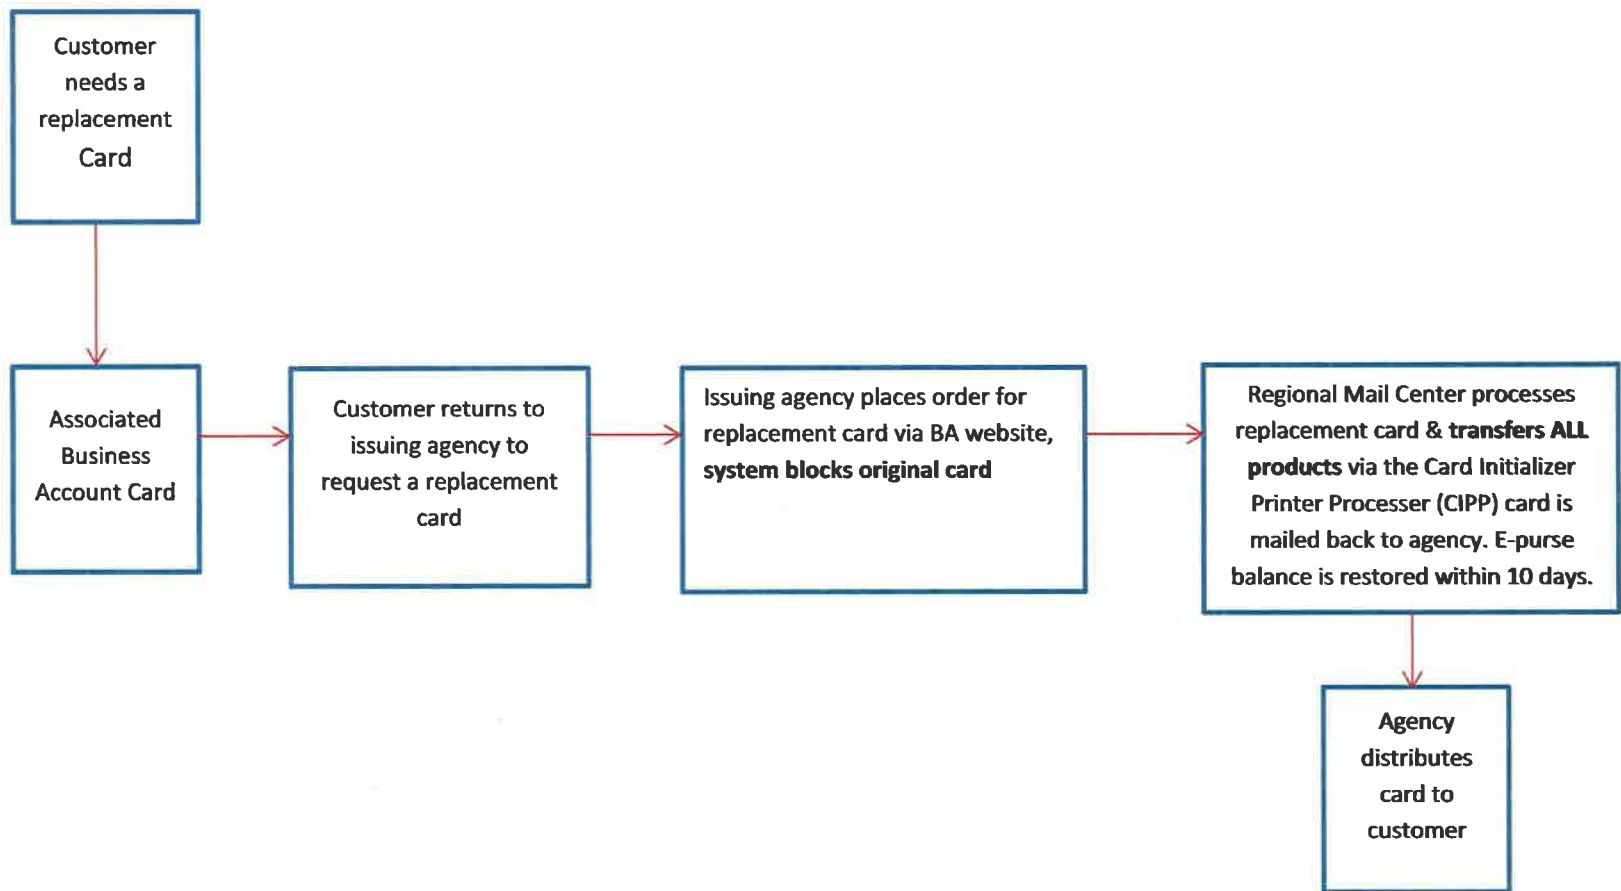 Customer
needs a
replacement
Card
Associated
Business
Account Card
Customer returns to
issuing agency to
request a replacement
card
Issuing agency places order for
replacement card via BA website,
system blocks original card
Regional Mail Center processes
replacement card & transfers ALL
products via the Card Initializer
Printer Processer (CIPP) card is
mailed back to agency. E-purse
balance is restored within 10 days.
Agency
distributes
card to
customer